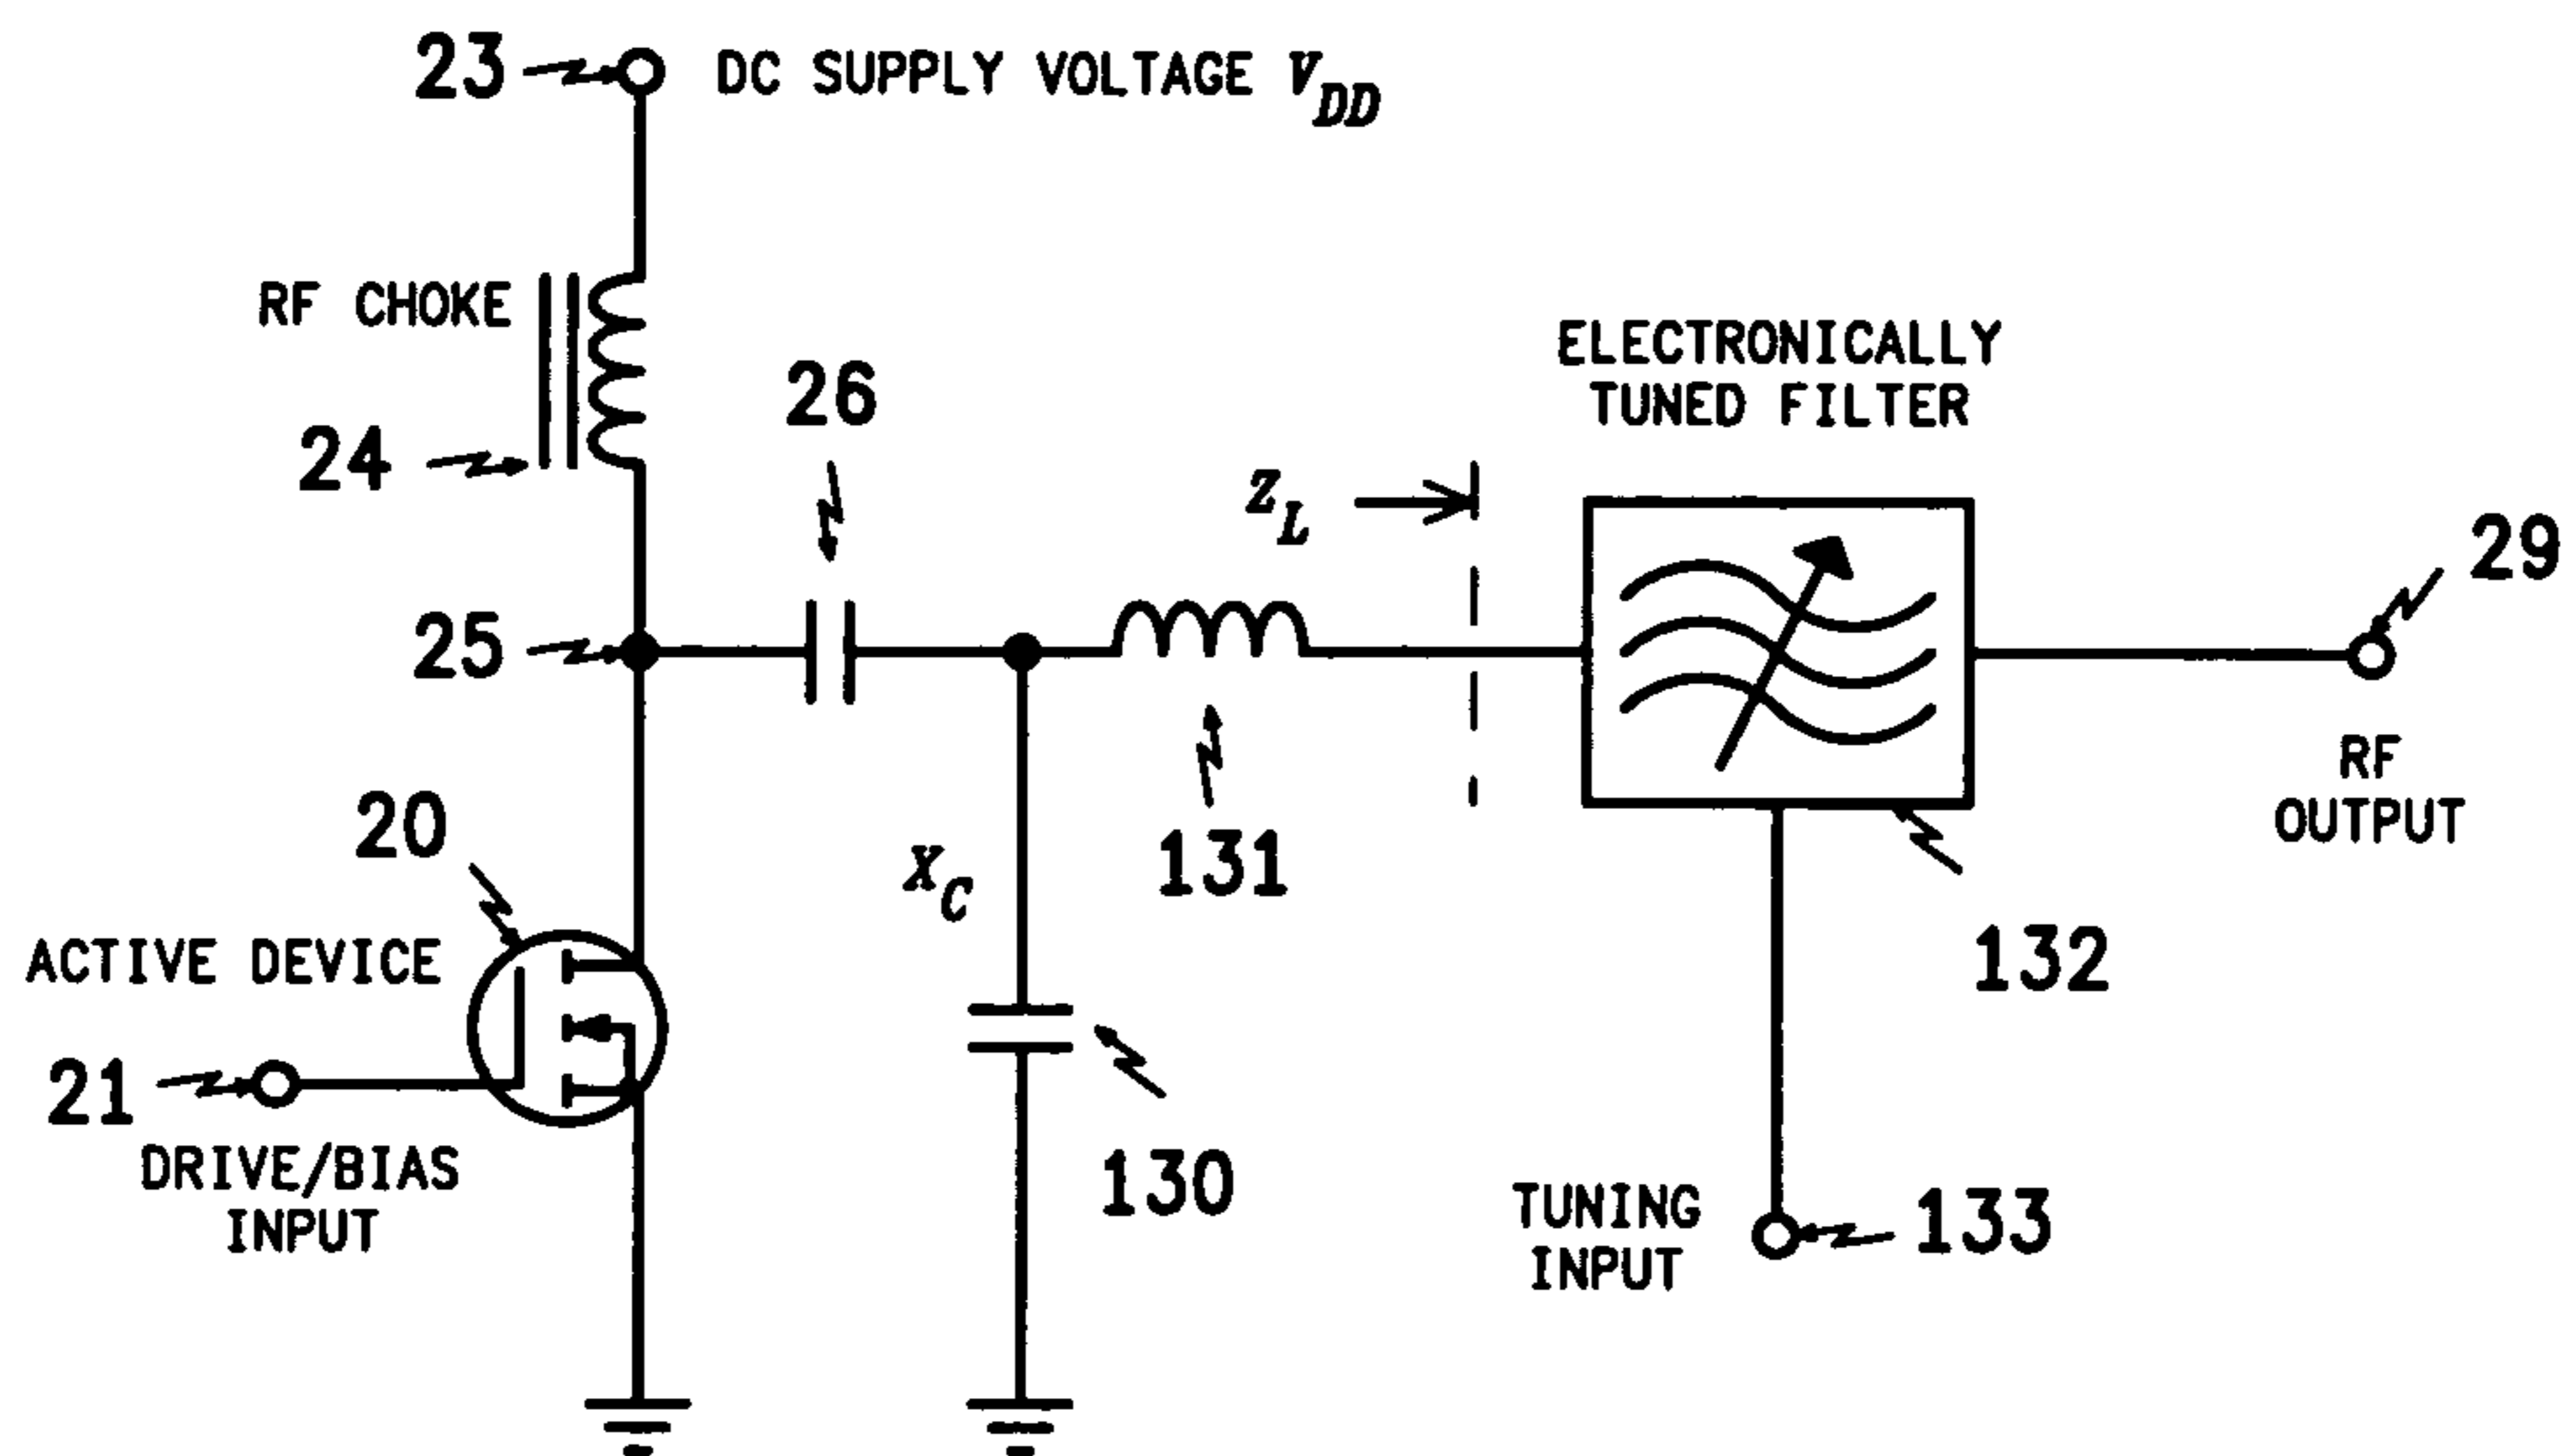 23
DC SUPPLY VOLTAGE V_DD
RF CHOKE
24
26
ELECTRONICALLY
TUNED FILTER
Z_L
29
25
RF
OUTPUT
20
131
X_C
132
ACTIVE DEVICE
21
DRIVE/BIAS
INPUT
130
TUNING
INPUT
133